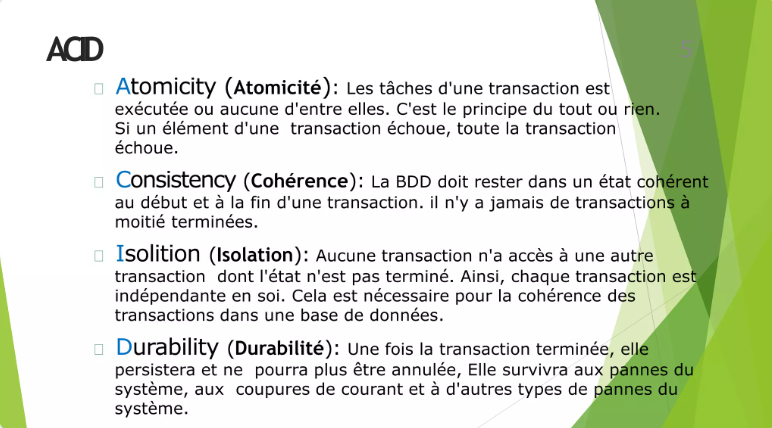 ACID
5
Atomicity (Atomicité): Les tâches d'une transaction est
exécutée ou aucune d'entre elles. C'est le principe du tout ou rien.
Si un élément d'une transaction échoue, toute la transaction
échoue.
Consistency (Cohérence): La BDD doit rester dans un état cohérent
au début et à la fin d'une transaction. il n'y a jamais de transactions à
moitié terminées.
Isolition (Isolation): Aucune transaction n'a accès à une autre
transaction dont l'état n'est pas terminé. Ainsi, chaque transaction est
indépendante en soi. Cela est nécessaire pour la cohérence des
transactions dans une base de données.
Durability (Durabilité): Une fois la transaction terminée, elle
persistera et ne pourra plus être annulée, Elle survivra aux pannes du
système, aux coupures de courant et à d'autres types de pannes du
système.